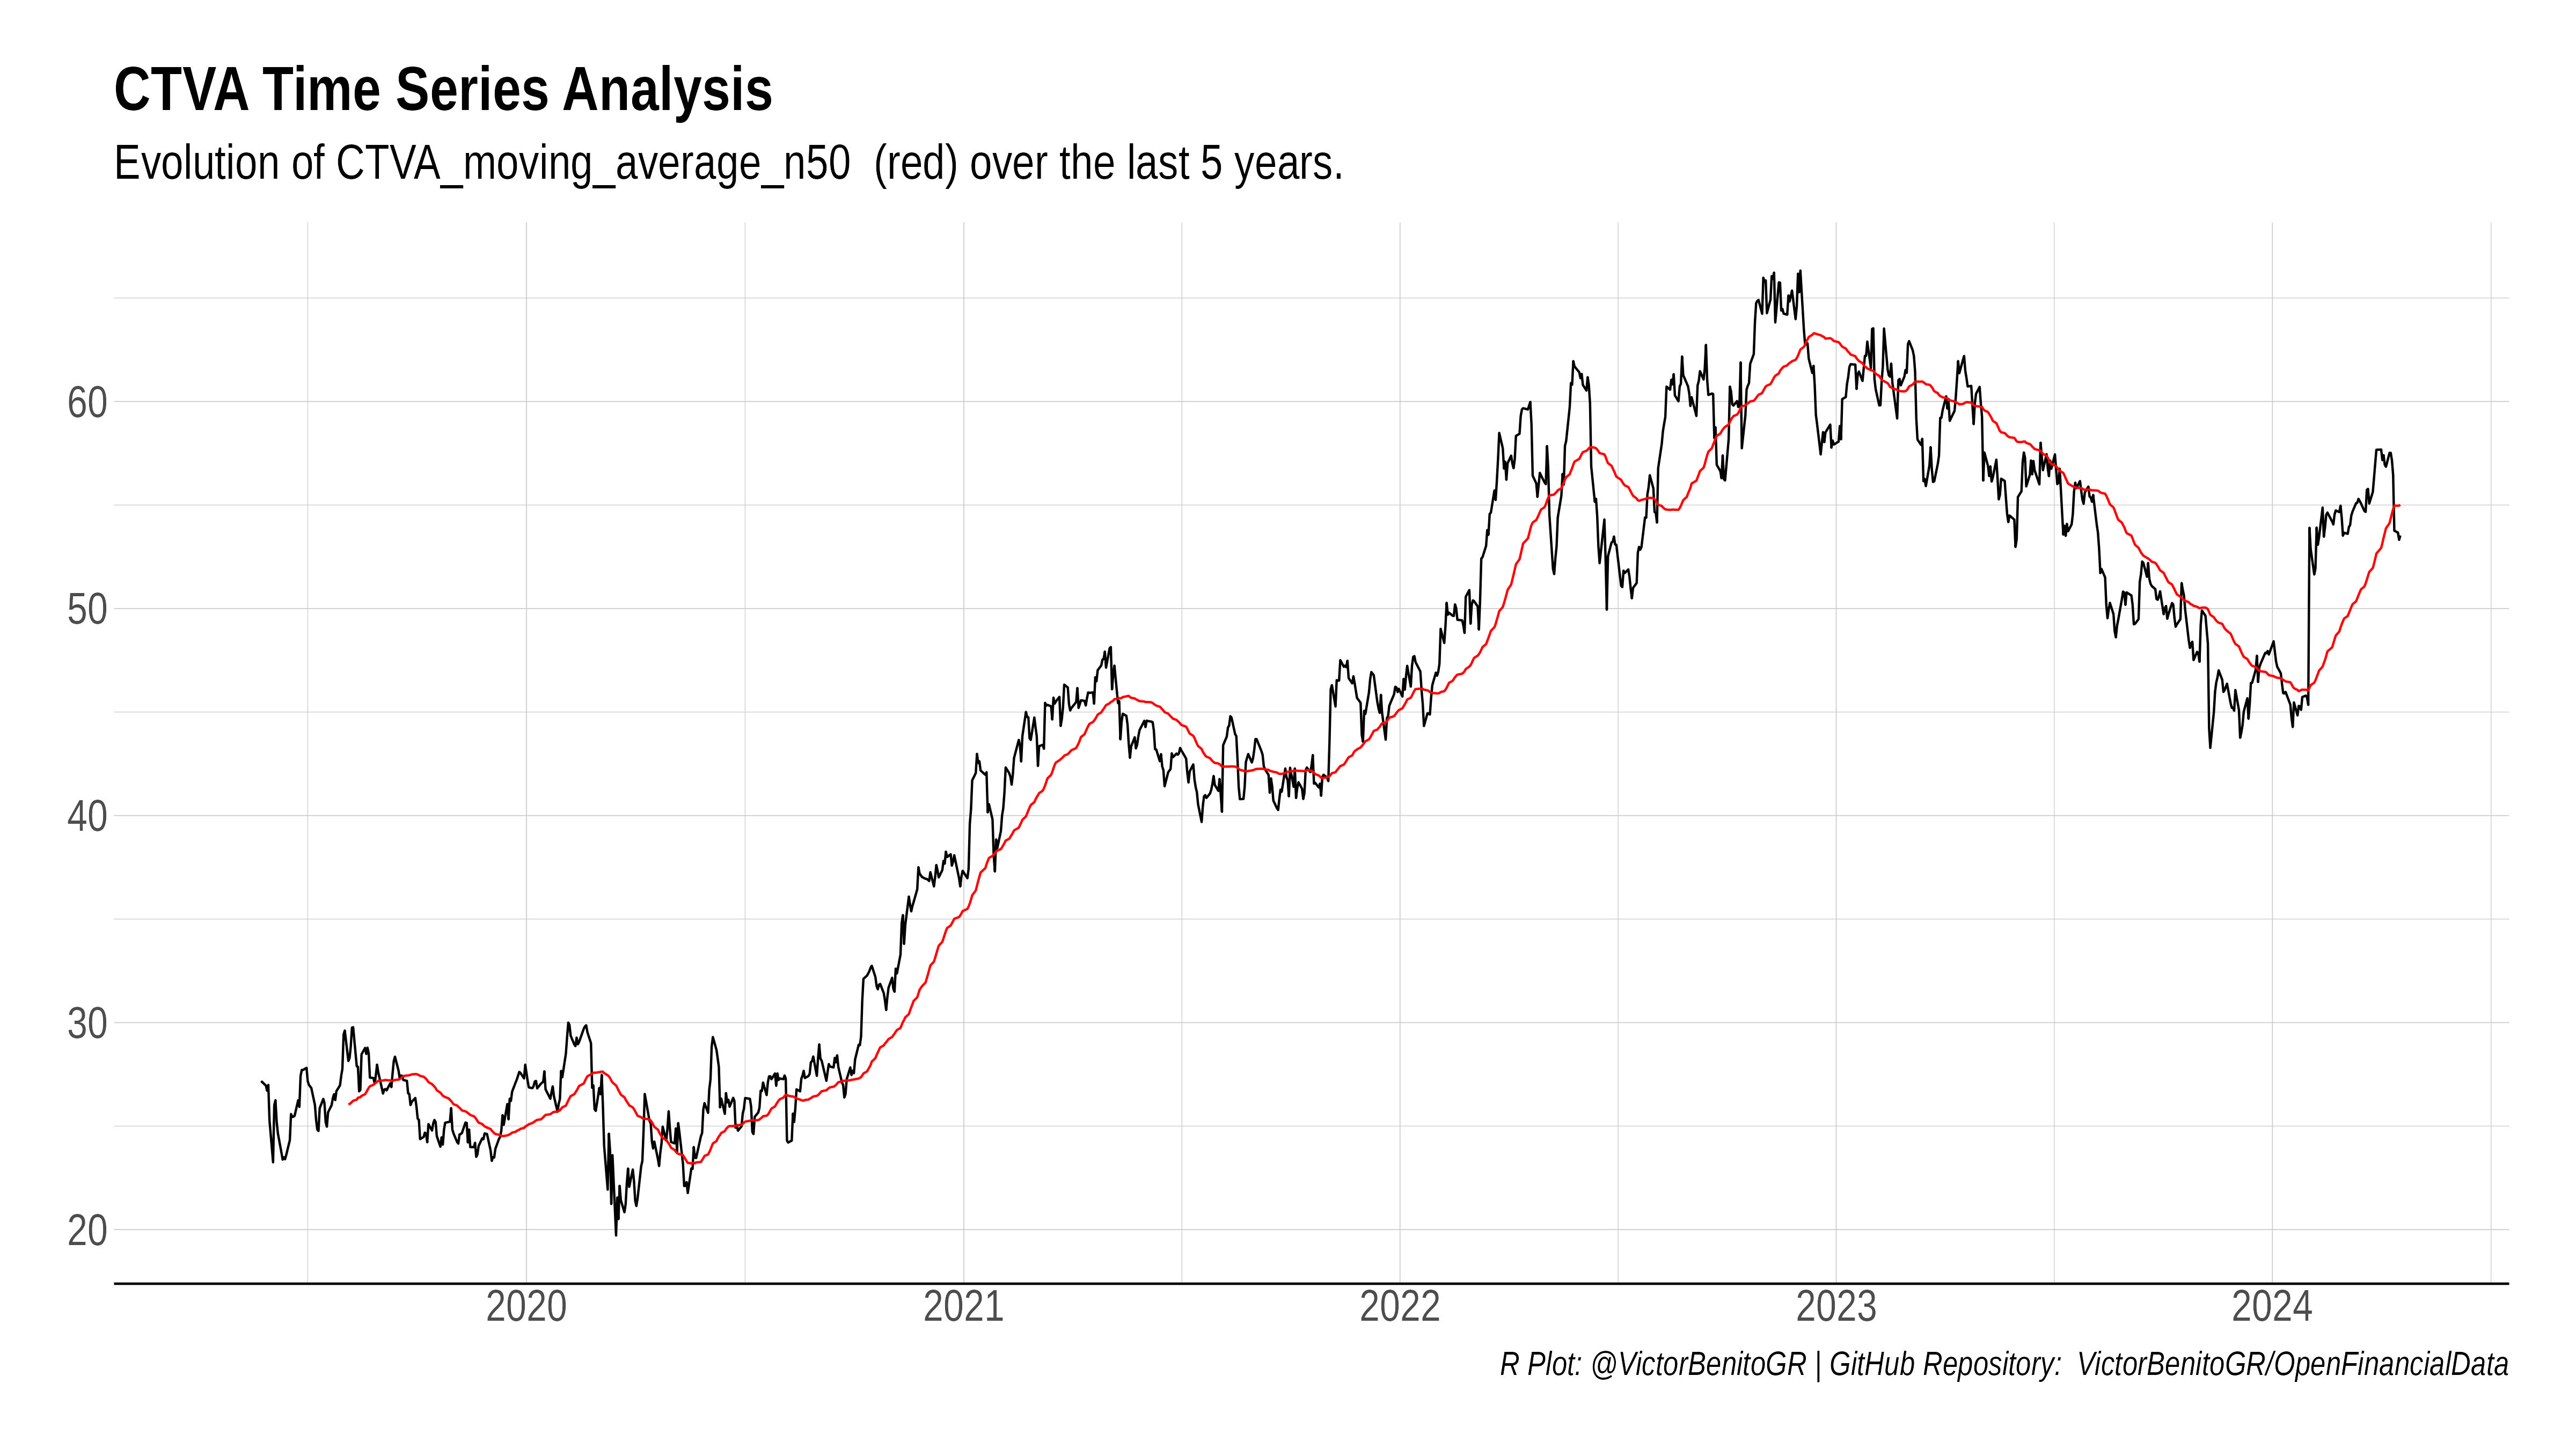 CTVA Time Series Analysis
Evolution of CTVA_moving_average_n50  (red) over the last 5 years.
60
50
40
30
20
2020 2021 2022 2023 2024
R Plot: @VictorBenitoGR | GitHub Repository:  VictorBenitoGR/OpenFinancialData